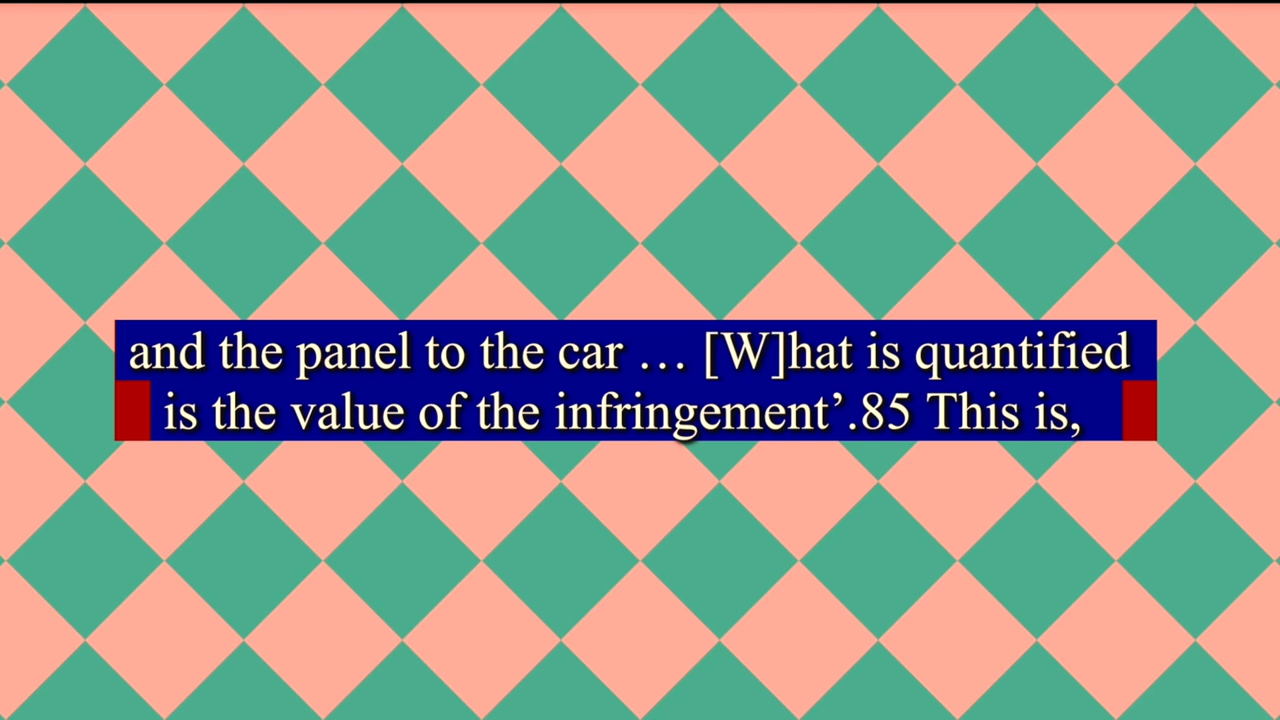 and the panel to the car … [W]hat is quantified
is the value of the infringement’.85 This is,